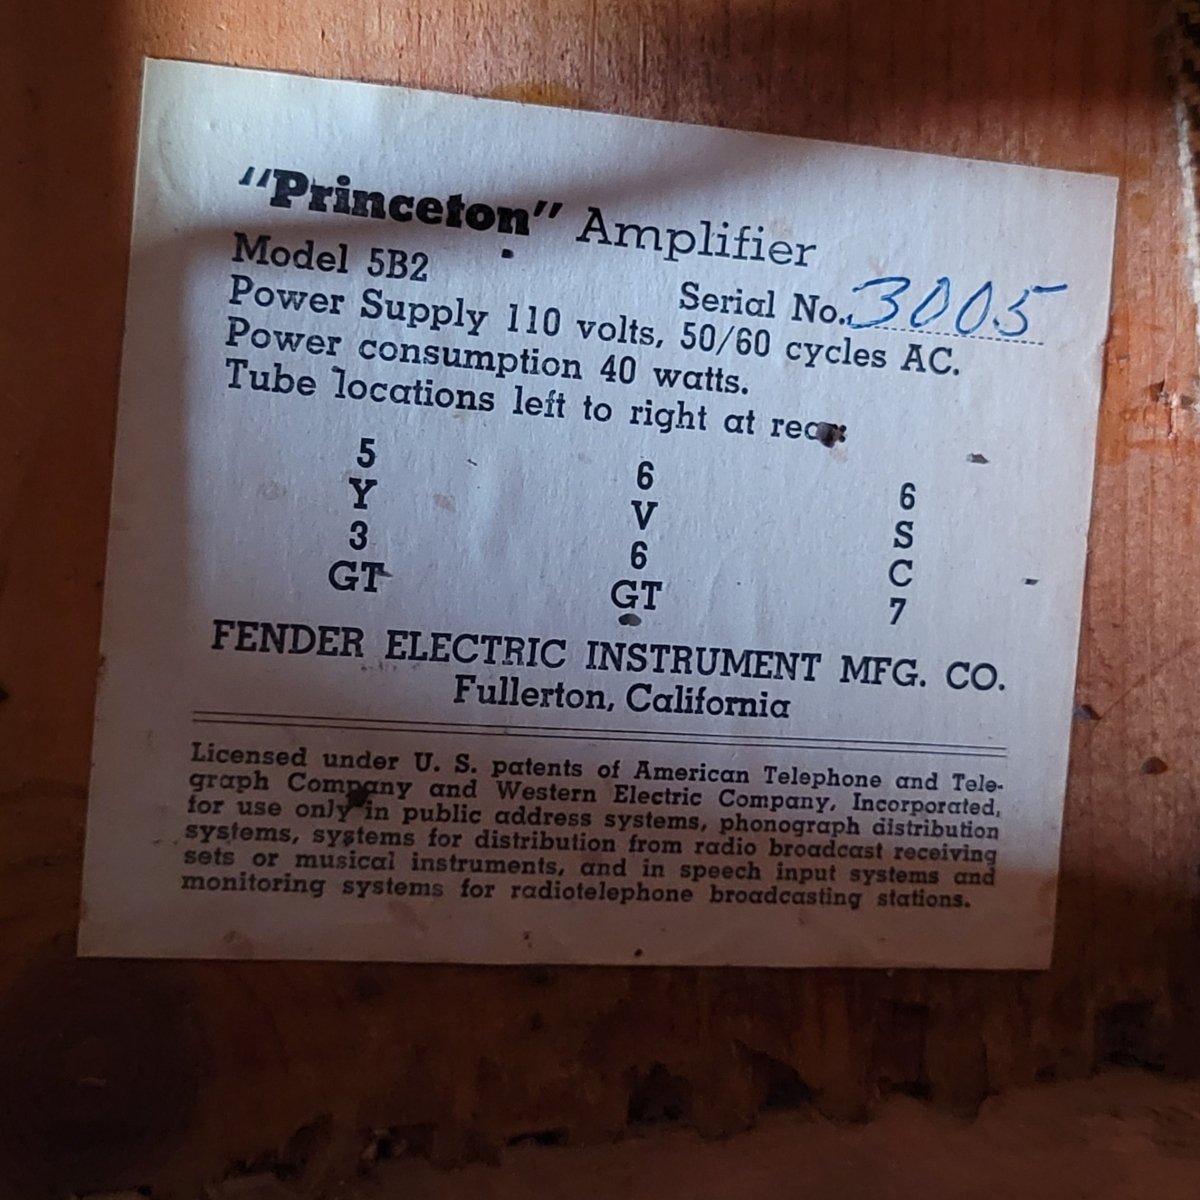 "Princeton" Amplifier
Model 5B2
Serial No. 3005
Power Supply 110 volts, 50/60 cycles AC.
Power consumption 40 watts.
Tube locations left to right at rear:
5 6 6
Y V S
3 6 C
GT GT 7
FENDER ELECTRIC INSTRUMENT MFG. CO.
Fullerton, California
Licensed under U. S. patents of American Telephone and Tele-
graph Company and Western Electric Company, Incorporated,
for use only in public address systems, phonograph distribution
systems, systems for distribution from radio broadcast receiving
sets or musical instruments, and in speech input systems and
monitoring systems for radiotelephone broadcasting stations.